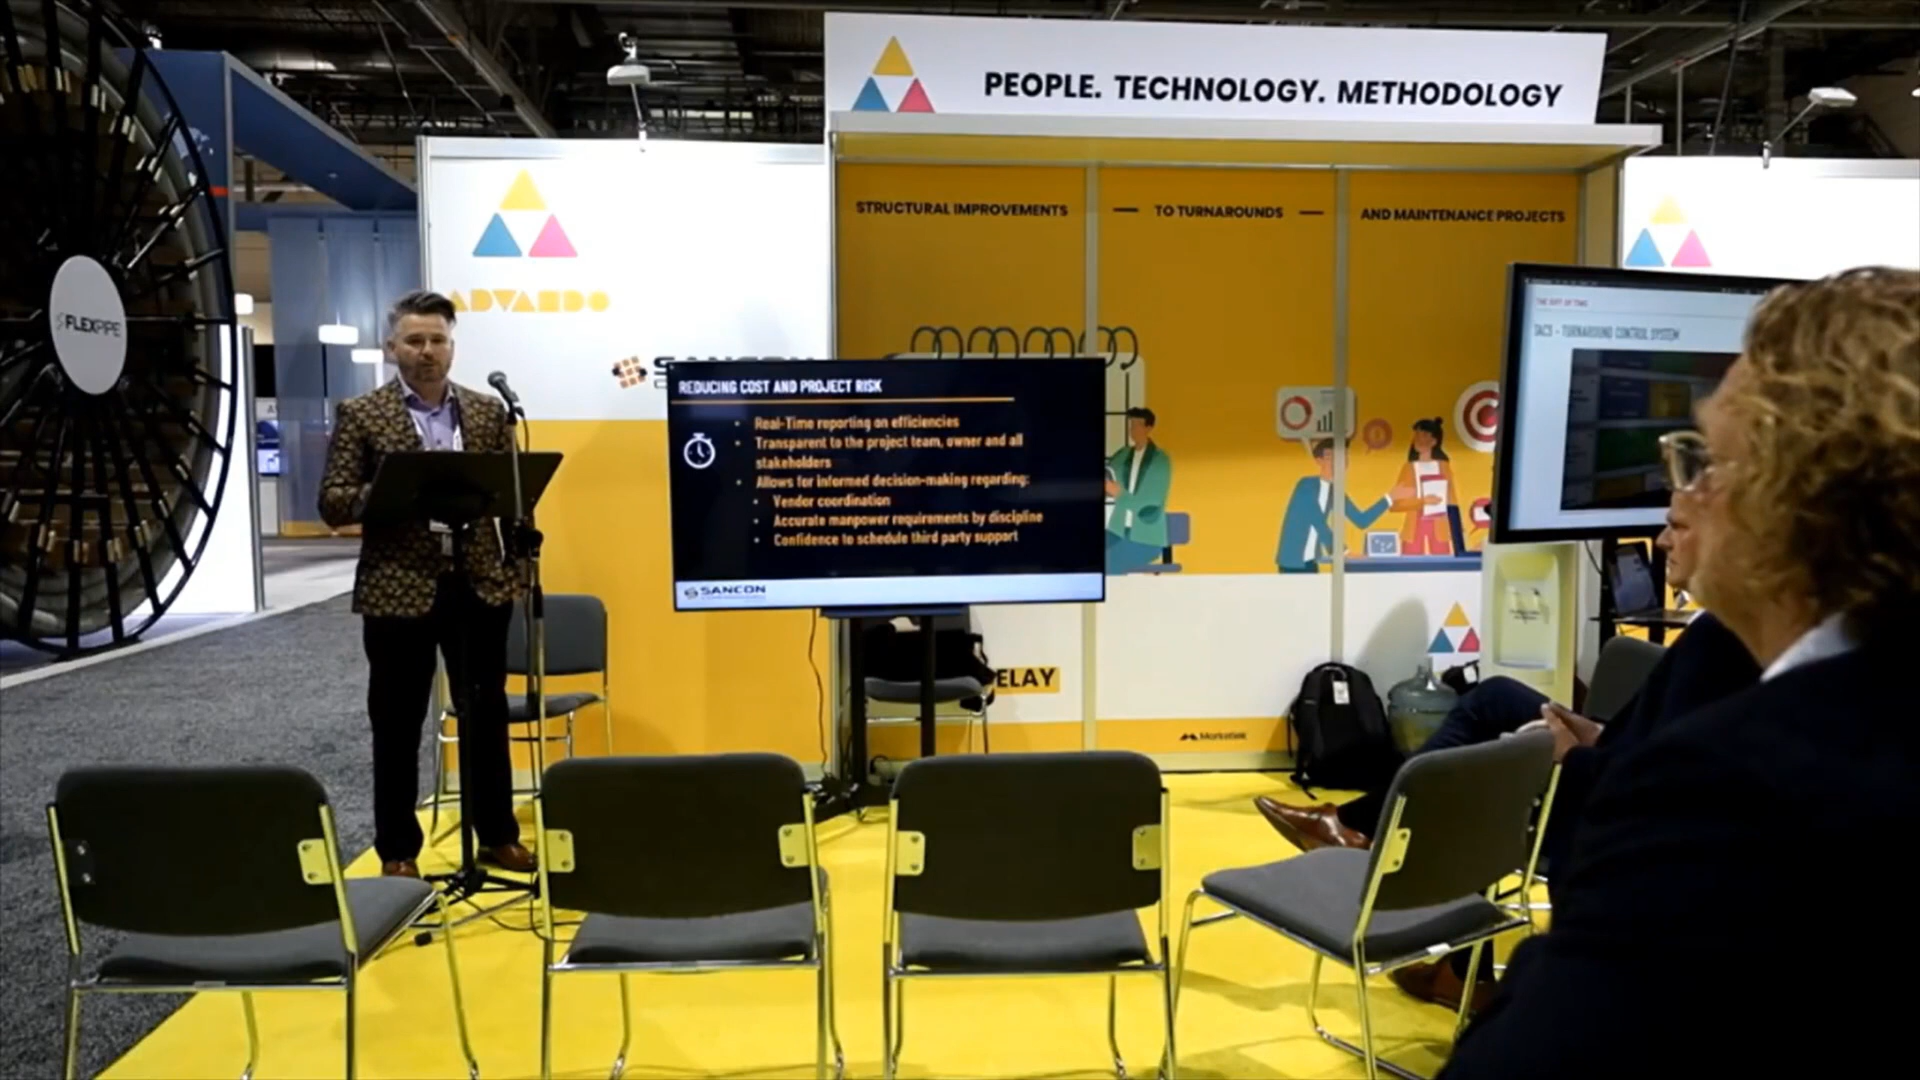 PEOPLE. TECHNOLOGY. METHODOLOGY
STRUCTURAL IMPROVEMENTS — TO TURNAROUNDS — AND MAINTENANCE PROJECTS
ADVANDO
FLEXPIPE
SANCON
REDUCING COST AND PROJECT RISK
• Real-Time reporting on efficiencies
• Transparent to the project team, owner and all
stakeholders
• Allows for informed decision-making regarding:
• Vendor coordination
• Accurate manpower requirements by discipline
• Confidence to schedule third party support
SANCON
THE GIFT OF TIME
TACS - TURNAROUND CONTROL SYSTEM
ELAY